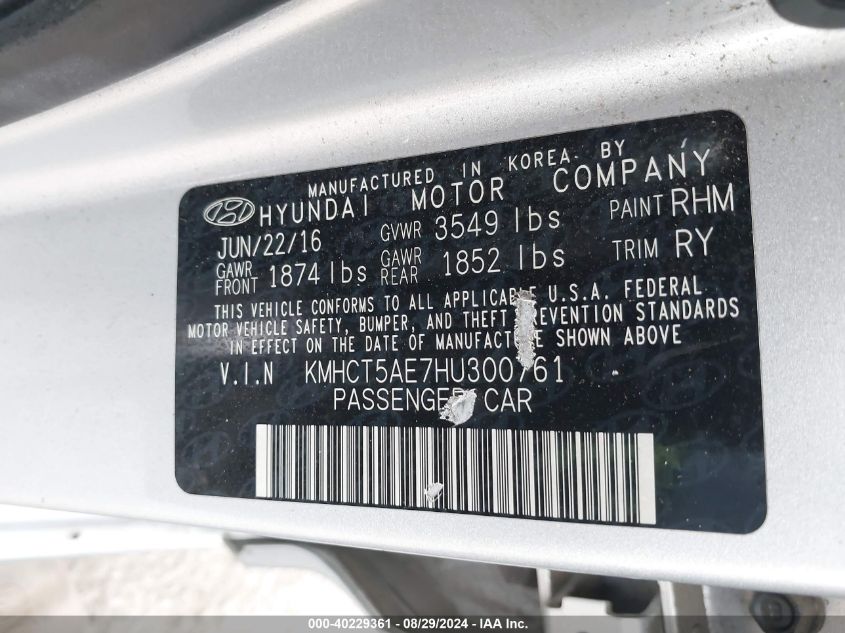 MANUFACTURED IN KOREA. BY
HYUNDAI MOTOR COMPANY
JUN/22/16 GVWR 3549 lbs PAINT RHM
GAWR FRONT 1874 lbs GAWR REAR 1852 lbs TRIM RY
THIS VEHICLE CONFORMS TO ALL APPLICABLE U.S.A. FEDERAL
MOTOR VEHICLE SAFETY, BUMPER, AND THEFT EVENTION STANDARDS
IN EFFECT ON THE DATE OF MANUFACTURE SHOWN ABOVE
V.I.N KMHCT5AE7HU300761
PASSENGER CAR
000-40229361 - 08/29/2024 - IAA Inc.